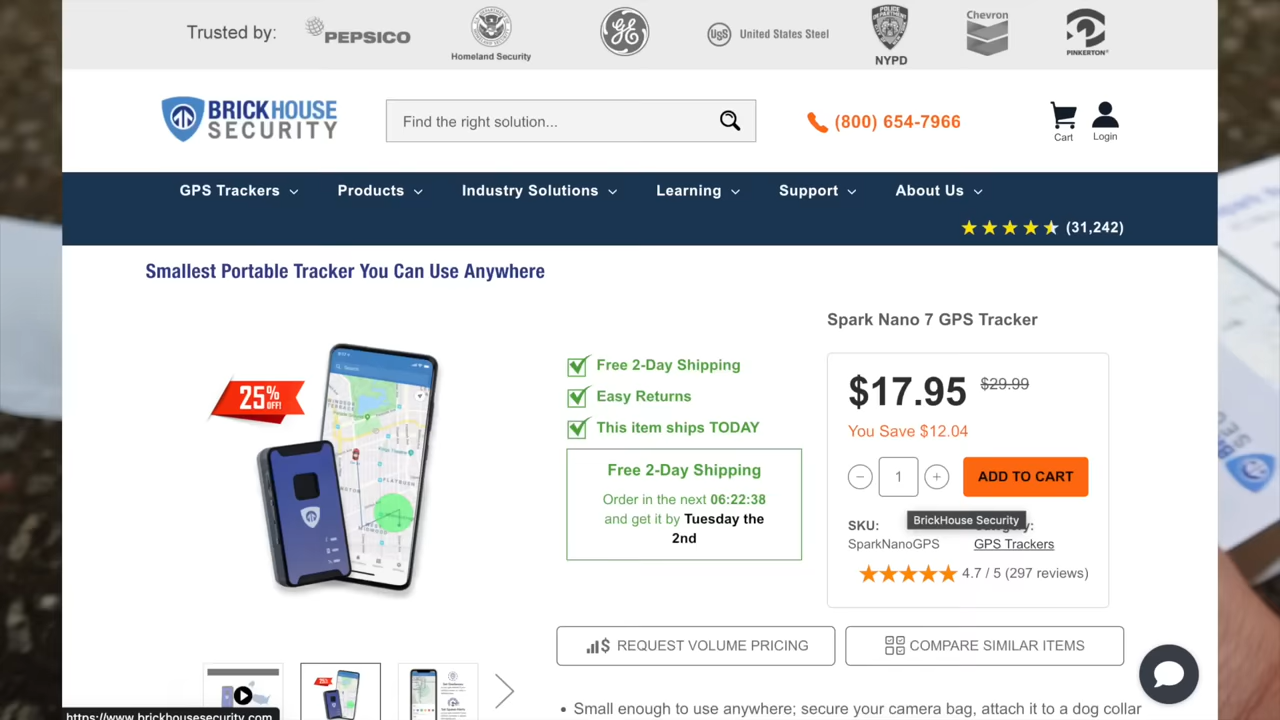 Trusted by:
PEPSICO
Homeland Security
GE
USS United States Steel
POLICE DEPARTMENT
NYPD
Chevron
PINKERTON
BRICKHOUSE
SECURITY
Find the right solution...
(800) 654-7966
Cart
Login
GPS Trackers
Products
Industry Solutions
Learning
Support
About Us
(31,242)
Smallest Portable Tracker You Can Use Anywhere
Spark Nano 7 GPS Tracker
25% OFF!
Free 2-Day Shipping
Easy Returns
This item ships TODAY
Free 2-Day Shipping
Order in the next 06:22:38
and get it by Tuesday the
2nd
$17.95 $29.99
You Save $12.04
1
ADD TO CART
BrickHouse Security
SKU:
SparkNanoGPS
GPS Trackers
4.7 / 5 (297 reviews)
REQUEST VOLUME PRICING
COMPARE SIMILAR ITEMS
Small enough to use anywhere; secure your camera bag, attach it to a dog collar
https://www.brickhousesecurity.com